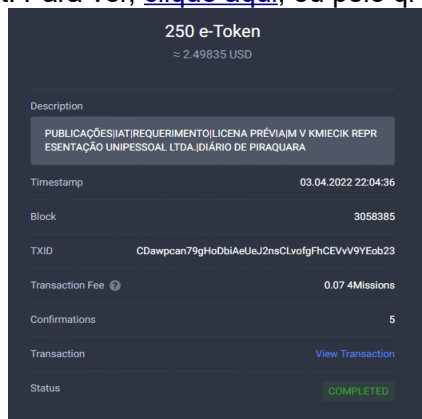 t. Para ver, clique aqui, ou pelo qr
250 e-Token
≈ 2.49835 USD
Description
PUBLICAÇÕES|IAT|REQUERIMENTO|LICENA PRÉVIA|M V KMIECIK REPR
ESENTAÇÃO UNIPESSOAL LTDA.|DIÁRIO DE PIRAQUARA
Timestamp 03.04.2022 22:04:36
Block 3058385
TXID CDawpcan79gHoDbiAeUeJ2nsCLvofgFhCEVvV9YEob23
Transaction Fee ? 0.07 4Missions
Confirmations 5
Transaction View Transaction
Status COMPLETED